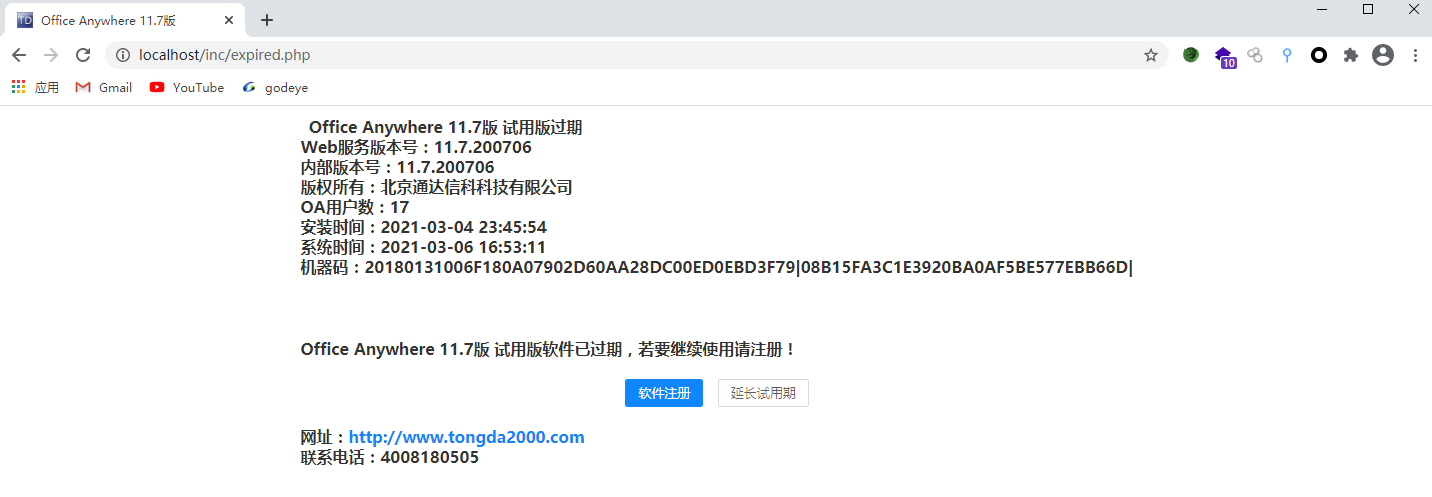 Office Anywhere 11.7版
localhost/inc/expired.php
10
应用 Gmail YouTube godeye
Office Anywhere 11.7版 试用版过期
Web服务版本号：11.7.200706
内部版本号：11.7.200706
版权所有：北京通达信科科技有限公司
OA用户数：17
安装时间：2021-03-04 23:45:54
系统时间：2021-03-06 16:53:11
机器码：20180131006F180A07902D60AA28DC00ED0EBD3F79|08B15FA3C1E3920BA0AF5BE577EBB66D|
Office Anywhere 11.7版 试用版软件已过期，若要继续使用请注册！
软件注册 延长试用期
网址：http://www.tongda2000.com
联系电话：4008180505